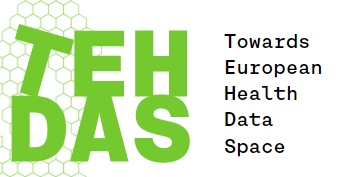 TEH
DAS
Towards
European
Health
Data
Space